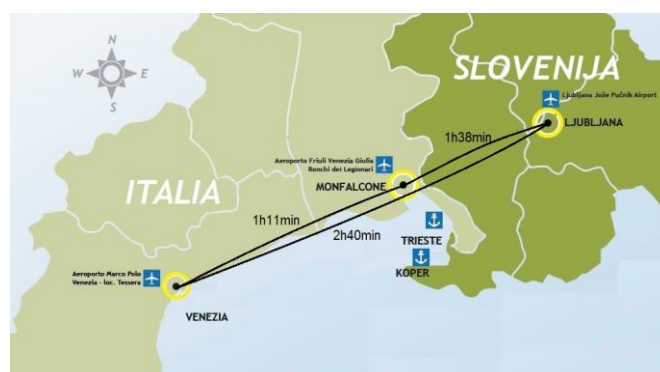 N
W
E
S
SLOVENIJA
Ljubljana Jože Pučnik Airport
LJUBLJANA
1h38min
Aeroporto Friuli Venezia Giulia
Ronchi dei Legionari
MONFALCONE
ITALIA
1h11min
2h40min
TRIESTE
KOPER
Aeroporto Marco Polo
Venezia - loc. Tessera
VENEZIA